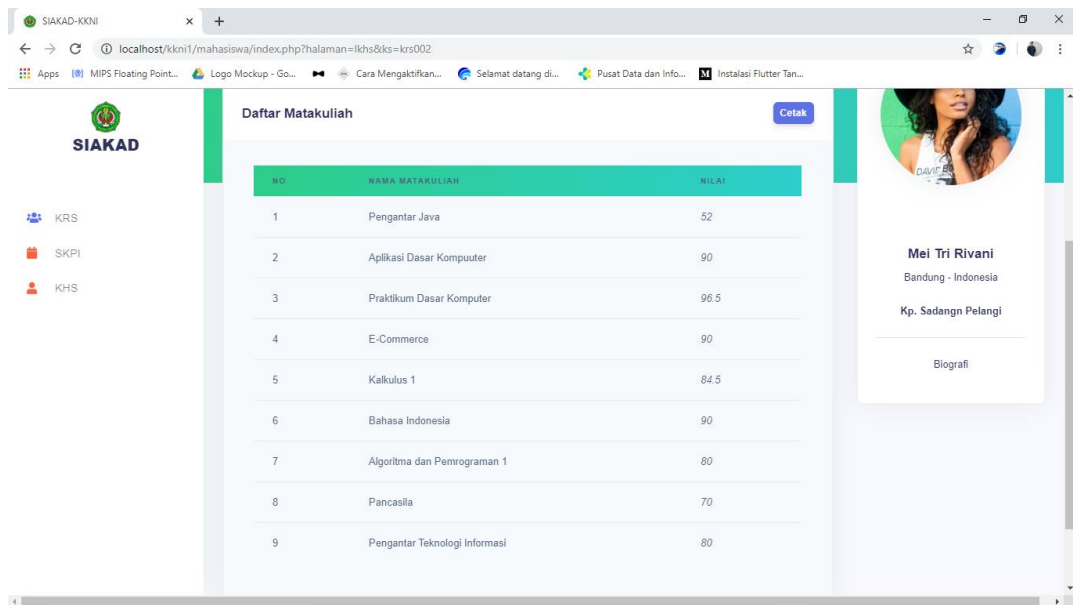 SIAKAD-KKNI
localhost/kkni1/mahasiswa/index.php?halaman=lkhs&ks=krs002
Apps MIPS Floating Point... Logo Mockup - Go... Cara Mengaktifkan... Selamat datang di... Pusat Data dan Info... Instalasi Flutter Tan...
SIAKAD
KRS
SKPI
KHS
Daftar Matakuliah Cetak
NO NAMA MATAKULIAH NILAI
1 Pengantar Java 52
2 Aplikasi Dasar Kompuuter 90
3 Praktikum Dasar Komputer 96.5
4 E-Commerce 90
5 Kalkulus 1 84.5
6 Bahasa Indonesia 90
7 Algoritma dan Pemrograman 1 80
8 Pancasila 70
9 Pengantar Teknologi Informasi 80
DAVID
Mei Tri Rivani
Bandung - Indonesia
Kp. Sadangn Pelangi
Biografi